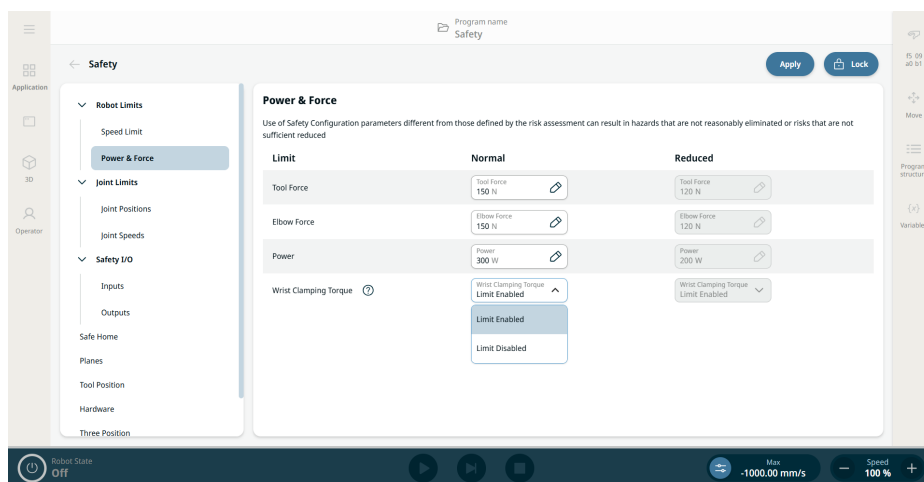 Program name
Safety
Safety
Apply
Lock
f5 09
a0 b1
Application
3D
Operator
Move
Program
structur
{x}
Variable
Robot Limits
Speed Limit
Power & Force
Joint Limits
Joint Positions
Joint Speeds
Safety I/O
Inputs
Outputs
Safe Home
Planes
Tool Position
Hardware
Three Position
Power & Force
Use of Safety Configuration parameters different from those defined by the risk assessment can result in hazards that are not reasonably eliminated or risks that are not
sufficient reduced
Limit Normal Reduced
Tool Force
Tool Force
150 N
Tool Force
120 N
Elbow Force
Elbow Force
150 N
Elbow Force
120 N
Power
Power
300 W
Power
200 W
Wrist Clamping Torque ?
Wrist Clamping Torque
Limit Enabled
Wrist Clamping Torque
Limit Enabled
Limit Enabled
Limit Disabled
Robot State
Off
Max
-1000.00 mm/s
Speed
100 %